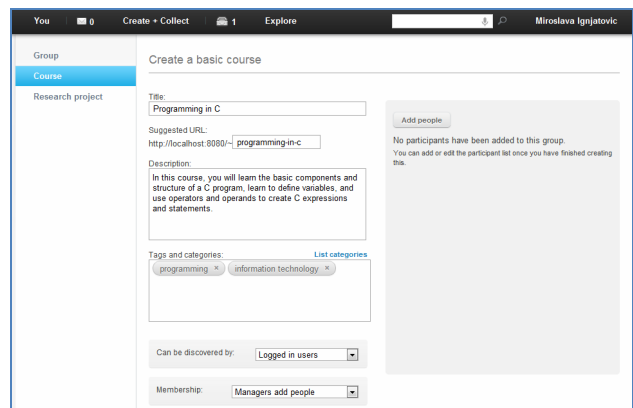 You 0 Create + Collect 1 Explore Miroslava Ignjatovic
Group
Course
Research project
Create a basic course
Title:
Programming in C
Suggested URL:
http://localhost:8080/~ programming-in-c
Description:
In this course, you will learn the basic components and
structure of a C program, learn to define variables, and
use operators and operands to create C expressions
and statements.
Tags and categories: List categories
programming × information technology ×
Can be discovered by: Logged in users
Membership: Managers add people
Add people
No participants have been added to this group.
You can add or edit the participant list once you have finished creating
this.